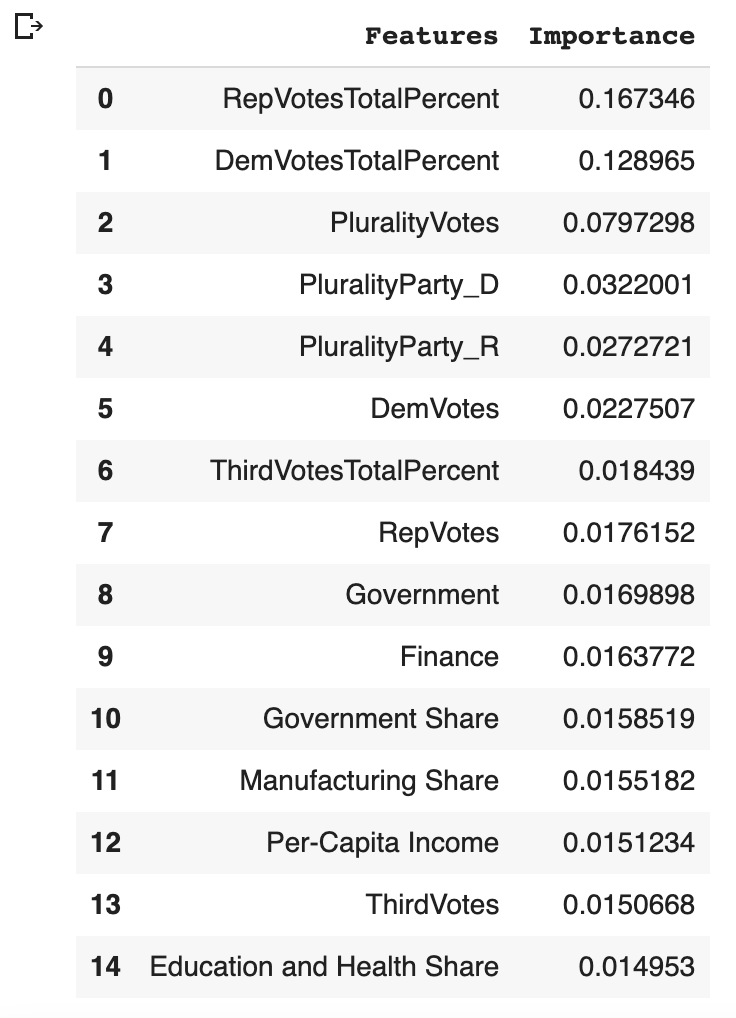 Features Importance
0 RepVotesTotalPercent 0.167346
1 DemVotesTotalPercent 0.128965
2 PluralityVotes 0.0797298
3 PluralityParty_D 0.0322001
4 PluralityParty_R 0.0272721
5 DemVotes 0.0227507
6 ThirdVotesTotalPercent 0.018439
7 RepVotes 0.0176152
8 Government 0.0169898
9 Finance 0.0163772
10 Government Share 0.0158519
11 Manufacturing Share 0.0155182
12 Per-Capita Income 0.0151234
13 ThirdVotes 0.0150668
14 Education and Health Share 0.014953